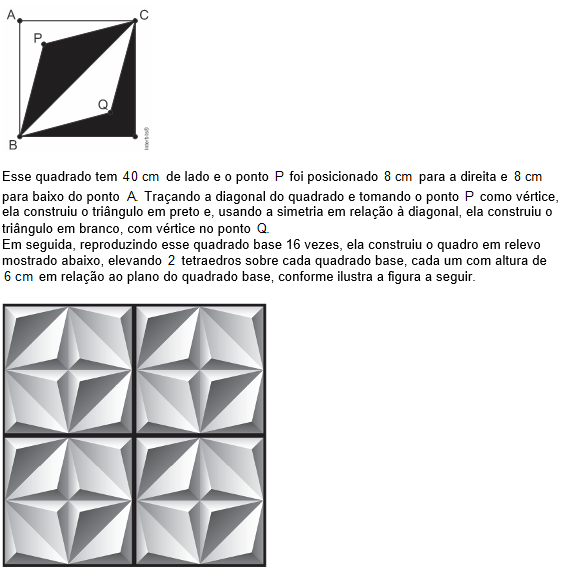 A
C
P
Q
B
interbits®
Esse quadrado tem 40 cm de lado e o ponto P foi posicionado 8 cm para a direita e 8 cm
para baixo do ponto A. Traçando a diagonal do quadrado e tomando o ponto P como vértice,
ela construiu o triângulo em preto e, usando a simetria em relação à diagonal, ela construiu o
triângulo em branco, com vértice no ponto Q.
Em seguida, reproduzindo esse quadrado base 16 vezes, ela construiu o quadro em relevo
mostrado abaixo, elevando 2 tetraedros sobre cada quadrado base, cada um com altura de
6 cm em relação ao plano do quadrado base, conforme ilustra a figura a seguir.